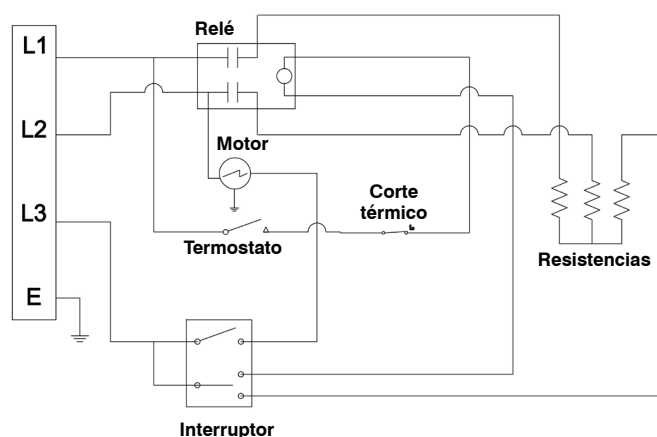 Relé
L1
L2
Motor
Corte
térmico
L3
Termostato
Resistencias
E
Interruptor